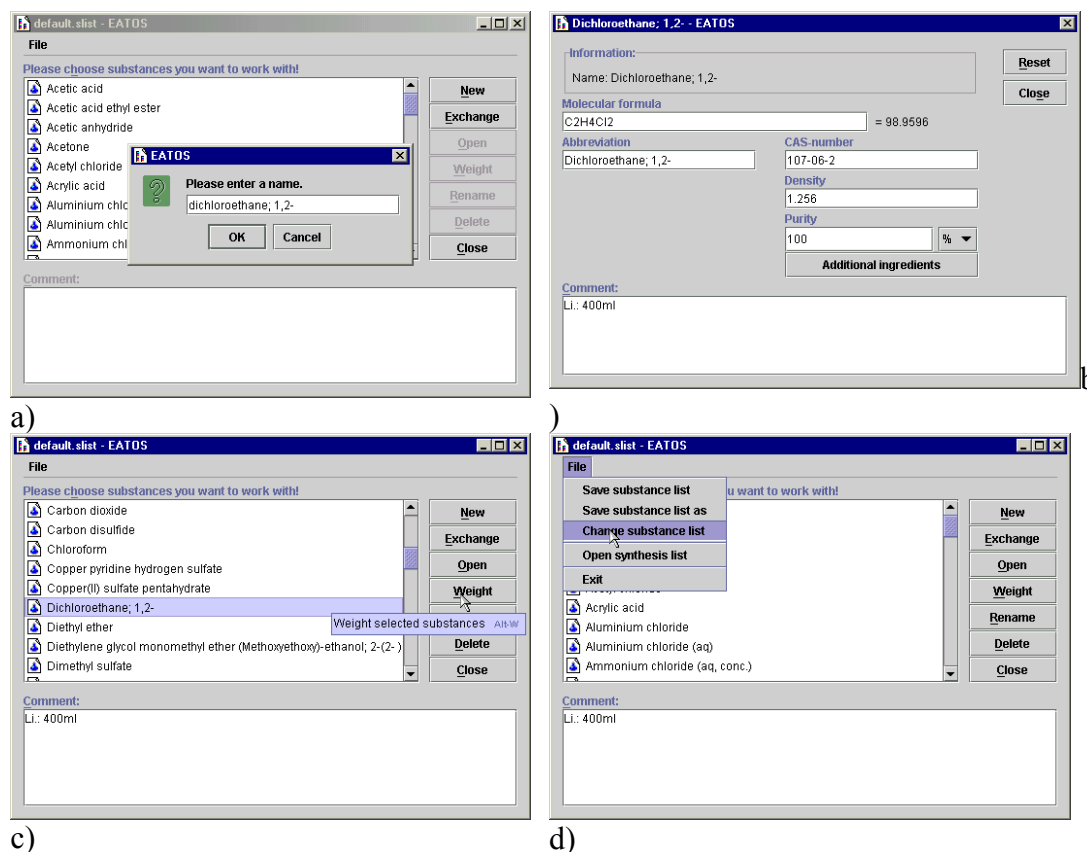 default.slist - EATOS
File
Please choose substances you want to work with!
Acetic acid
Acetic acid ethyl ester
Acetic anhydride
Acetone
Acetyl chloride
Acrylic acid
Aluminium chlo
Aluminium chlo
Ammonium chl
New
Exchange
Open
Weight
Rename
Delete
Close
EATOS
Please enter a name.
dichloroethane; 1,2-
OK
Cancel
Comment:
a)
Dichloroethane; 1,2- - EATOS
Information:
Name: Dichloroethane; 1,2-
Reset
Close
Molecular formula
C2H4Cl2
= 98.9596
Abbreviation
Dichloroethane; 1,2-
CAS-number
107-06-2
Density
1.256
Purity
100
%
Additional ingredients
Comment:
Li.: 400ml
b
)
default.slist - EATOS
File
Please choose substances you want to work with!
Carbon dioxide
Carbon disulfide
Chloroform
Copper pyridine hydrogen sulfate
Copper(II) sulfate pentahydrate
Dichloroethane; 1,2-
Diethyl ether
Diethylene glycol monomethyl ether (Methoxyethoxy)-ethanol; 2-(2- )
Dimethyl sulfate
New
Exchange
Open
Weight
Weight selected substances Alt-W
Delete
Close
Comment:
Li.: 400ml
c)
default.slist - EATOS
File
Save substance list
Save substance list as
Change substance list
Open synthesis list
Exit
u want to work with!
Acrylic acid
Aluminium chloride
Aluminium chloride (aq)
Ammonium chloride (aq, conc.)
New
Exchange
Open
Weight
Rename
Delete
Close
Comment:
Li.: 400ml
d)